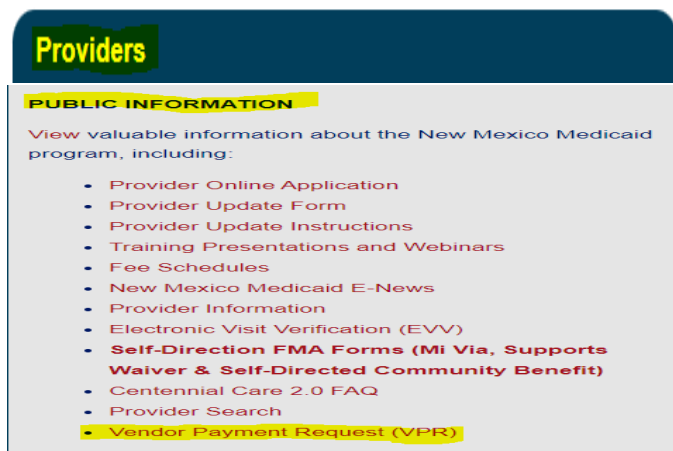 Providers
PUBLIC INFORMATION
View valuable information about the New Mexico Medicaid
program, including:
• Provider Online Application
• Provider Update Form
• Provider Update Instructions
• Training Presentations and Webinars
• Fee Schedules
• New Mexico Medicaid E-News
• Provider Information
• Electronic Visit Verification (EVV)
• Self-Direction FMA Forms (Mi Via, Supports
Waiver & Self-Directed Community Benefit)
• Centennial Care 2.0 FAQ
• Provider Search
• Vendor Payment Request (VPR)